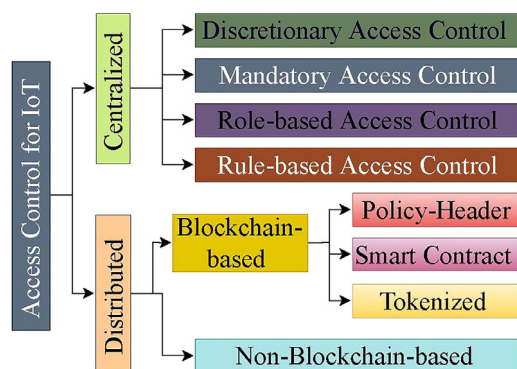 Access Control for IoT
Centralized
Discretionary Access Control
Mandatory Access Control
Role-based Access Control
Rule-based Access Control
Distributed
Blockchain-
based
Policy-Header
Smart Contract
Tokenized
Non-Blockchain-based